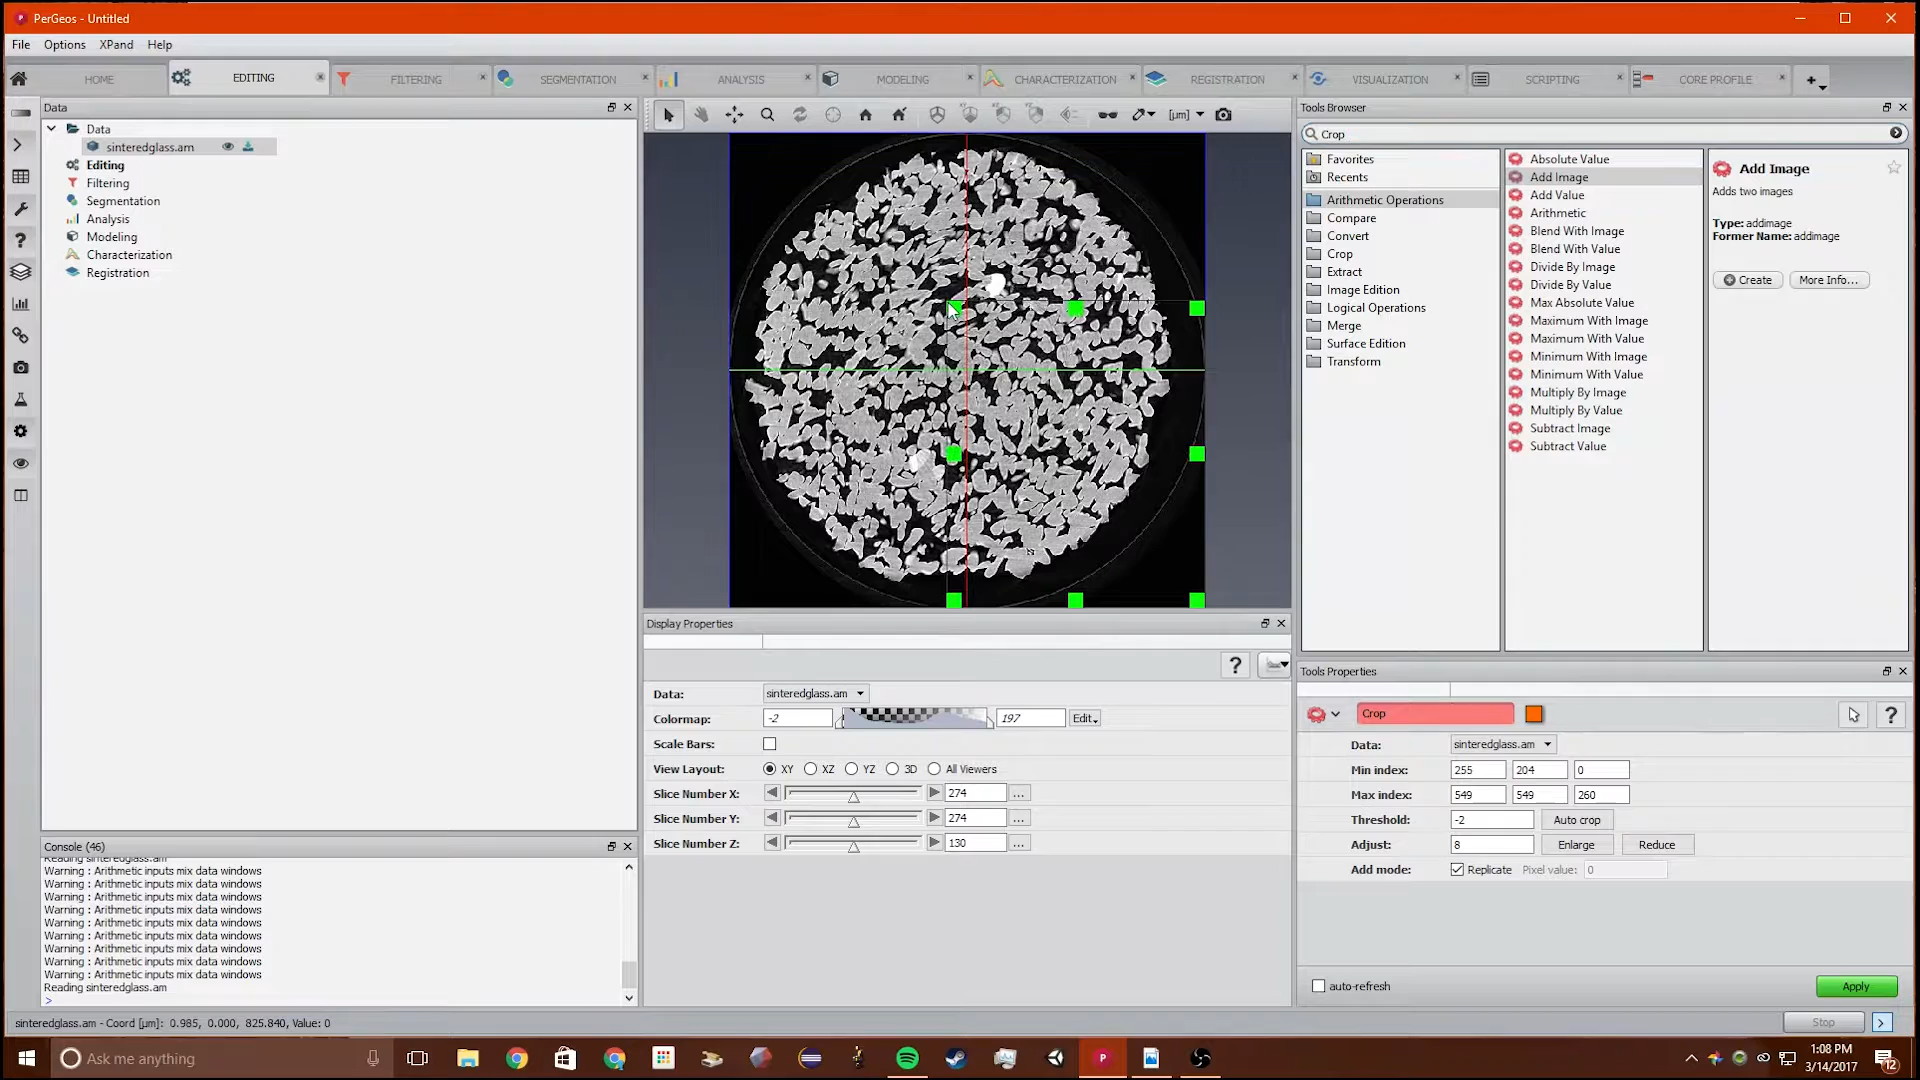 PerGeos - Untitled
File Options XPand Help
HOME EDITING FILTERING SEGMENTATION ANALYSIS MODELING CHARACTERIZATION REGISTRATION VISUALIZATION SCRIPTING CORE PROFILE
Data
Data
sinteredglass.am
Editing
Filtering
Segmentation
Analysis
Modeling
Characterization
Registration
[µm]
Tools Browser
Crop
Favorites
Recents
Arithmetic Operations
Compare
Convert
Crop
Extract
Image Edition
Logical Operations
Merge
Surface Edition
Transform
Absolute Value
Add Image
Add Value
Arithmetic
Blend With Image
Blend With Value
Divide By Image
Divide By Value
Max Absolute Value
Maximum With Image
Maximum With Value
Minimum With Image
Minimum With Value
Multiply By Image
Multiply By Value
Subtract Image
Subtract Value
Add Image
Adds two images
Type: addimage
Former Name: addimage
Create More Info...
Display Properties
Data: sinteredglass.am
Colormap: -2 197 Edit
Scale Bars:
View Layout: XY XZ YZ 3D All Viewers
Slice Number X: 274 ...
Slice Number Y: 274 ...
Slice Number Z: 130 ...
Tools Properties
Crop
Data: sinteredglass.am
Min index: 255 204 0
Max index: 549 549 260
Threshold: -2 Auto crop
Adjust: 8 Enlarge Reduce
Add mode: Replicate Pixel value: 0
auto-refresh Apply
Console (46)
Reading sinteredglass.am
Warning : Arithmetic inputs mix data windows
Warning : Arithmetic inputs mix data windows
Warning : Arithmetic inputs mix data windows
Warning : Arithmetic inputs mix data windows
Warning : Arithmetic inputs mix data windows
Warning : Arithmetic inputs mix data windows
Warning : Arithmetic inputs mix data windows
Warning : Arithmetic inputs mix data windows
Warning : Arithmetic inputs mix data windows
Reading sinteredglass.am
>
sinteredglass.am - Coord [µm]: 0.985, 0.000, 825.840, Value: 0
Stop
Ask me anything
1:08 PM
3/14/2017
12